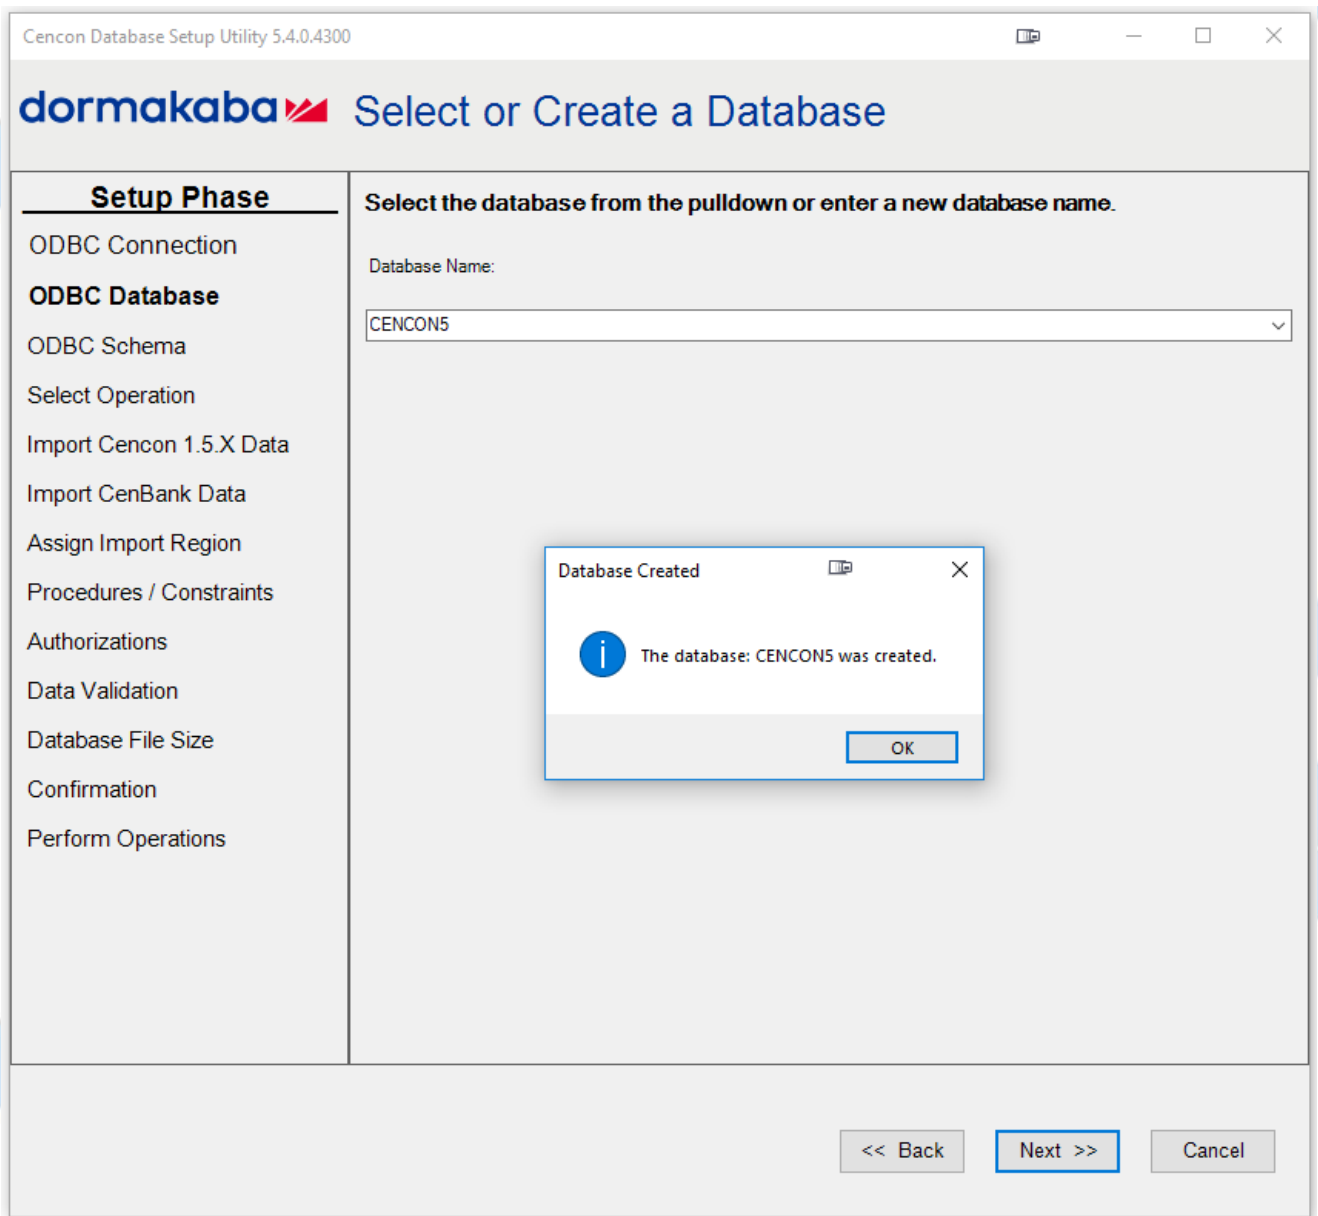 Cencon Database Setup Utility 5.4.0.4300
dormakaba
Select or Create a Database
Setup Phase
ODBC Connection
ODBC Database
ODBC Schema
Select Operation
Import Cencon 1.5.X Data
Import CenBank Data
Assign Import Region
Procedures / Constraints
Authorizations
Data Validation
Database File Size
Confirmation
Perform Operations
Select the database from the pulldown or enter a new database name.
Database Name:
CENCON5
Database Created
The database: CENCON5 was created.
OK
<< Back
Next >>
Cancel